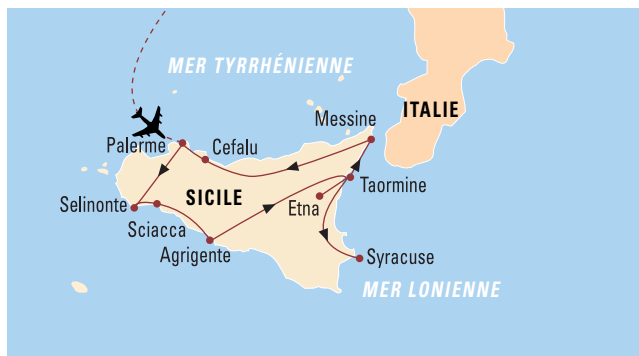 MER TYRRHÉNIENNE
ITALIE
Messine
Palerme
Cefalu
Taormine
SICILE
Etna
Selinonte
Sciacca
Agrigente
Syracuse
MER LONIENNE